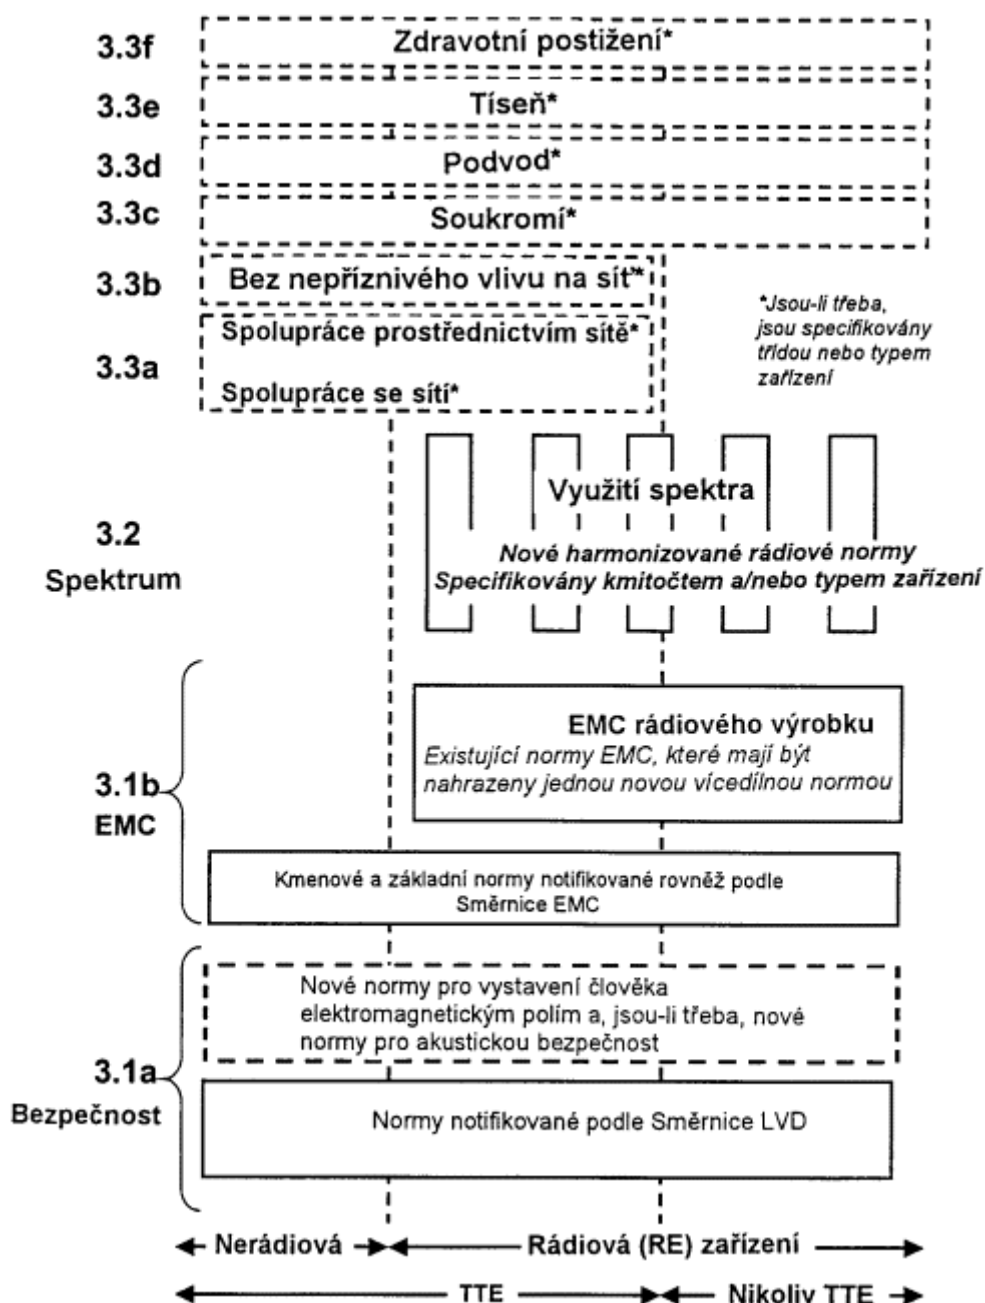 3.3f
Zdravotní postižení*
3.3e
Tíseň*
3.3d
Podvod*
3.3c
Soukromí*
3.3b
Bez nepříznivého vlivu na síť*
3.3a
Spolupráce prostřednictvím sítě*
Spolupráce se sítí*
*Jsou-li třeba,
jsou specifikovány
třídou nebo typem
zařízení
3.2
Spektrum
Využití spektra
Nové harmonizované rádiové normy
Specifikovány kmitočtem a/nebo typem zařízení
3.1b
EMC
EMC rádiového výrobku
Existující normy EMC, které mají být
nahrazeny jednou novou vícedílnou normou
Kmenové a základní normy notifikované rovněž podle
Směrnice EMC
3.1a
Bezpečnost
Nové normy pro vystavení člověka
elektromagnetickým polím a, jsou-li třeba, nové
normy pro akustickou bezpečnost
Normy notifikované podle Směrnice LVD
Nerádiová
Rádiová (RE) zařízení
TTE
Nikoliv TTE